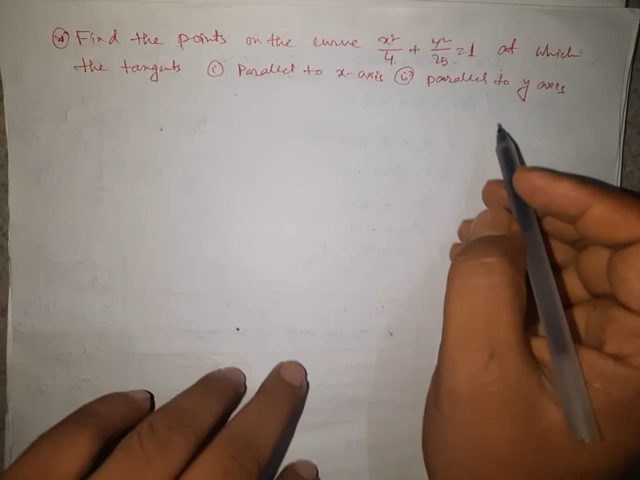 Find the points on the curve x²/4 + y²/25 = 1 at which
the tangents (i) parallel to x-axis (ii) parallel to y axis